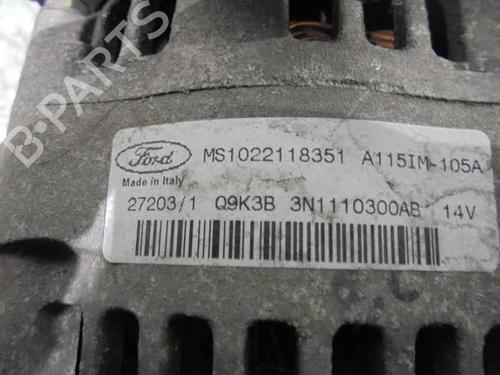 B-PARTS
Ford
MS1022118351 A115IM-105A
Made in Italy
27203/1 Q9K3B 3N1110300AB 14V